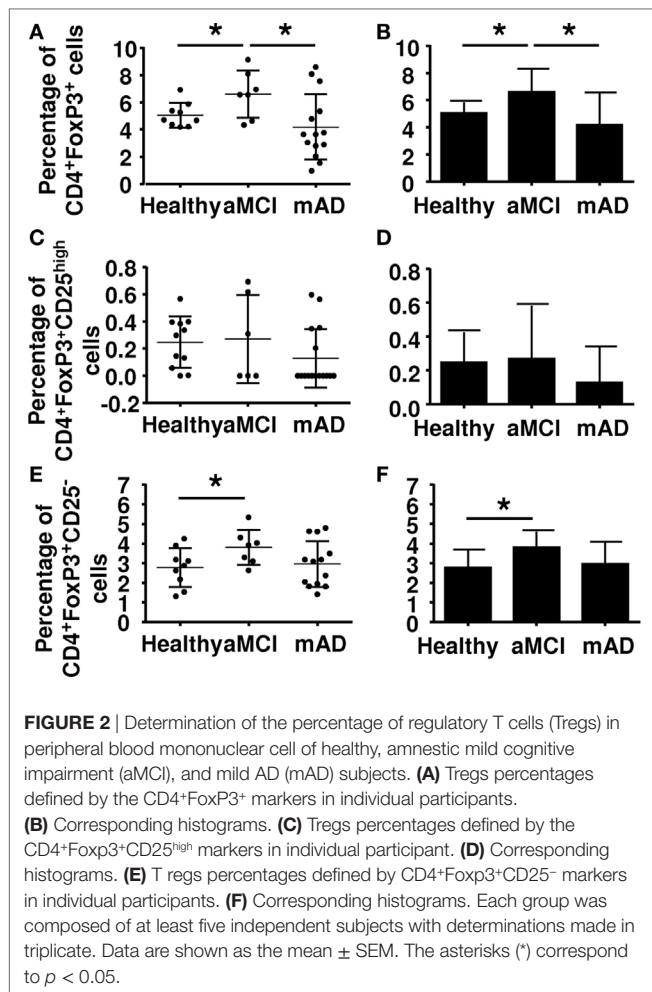 A
Percentage of
CD4⁺FoxP3⁺ cells
10
8
6
4
2
0
*
*
Healthy aMCI mAD
B
10
8
6
4
2
0
*
*
Healthy aMCI mAD
C
Percentage of
CD4⁺FoxP3⁺CD25ʰⁱᵍʰ
cells
0.8
0.6
0.4
0.2
0.0
-0.2
Healthy aMCI mAD
D
0.8
0.6
0.4
0.2
0.0
Healthy aMCI mAD
E
Percentage of
CD4⁺FoxP3⁺CD25⁻
cells
7
6
5
4
3
2
1
0
*
Healthy aMCI mAD
F
7
6
5
4
3
2
1
0
*
Healthy aMCI mAD
FIGURE 2 | Determination of the percentage of regulatory T cells (Tregs) in
peripheral blood mononuclear cell of healthy, amnestic mild cognitive
impairment (aMCI), and mild AD (mAD) subjects. (A) Tregs percentages
defined by the CD4⁺FoxP3⁺ markers in individual participants.
(B) Corresponding histograms. (C) Tregs percentages defined by the
CD4⁺Foxp3⁺CD25ʰⁱᵍʰ markers in individual participant. (D) Corresponding
histograms. (E) T regs percentages defined by CD4⁺Foxp3⁺CD25⁻ markers
in individual participants. (F) Corresponding histograms. Each group was
composed of at least five independent subjects with determinations made in
triplicate. Data are shown as the mean ± SEM. The asterisks (*) correspond
to p < 0.05.